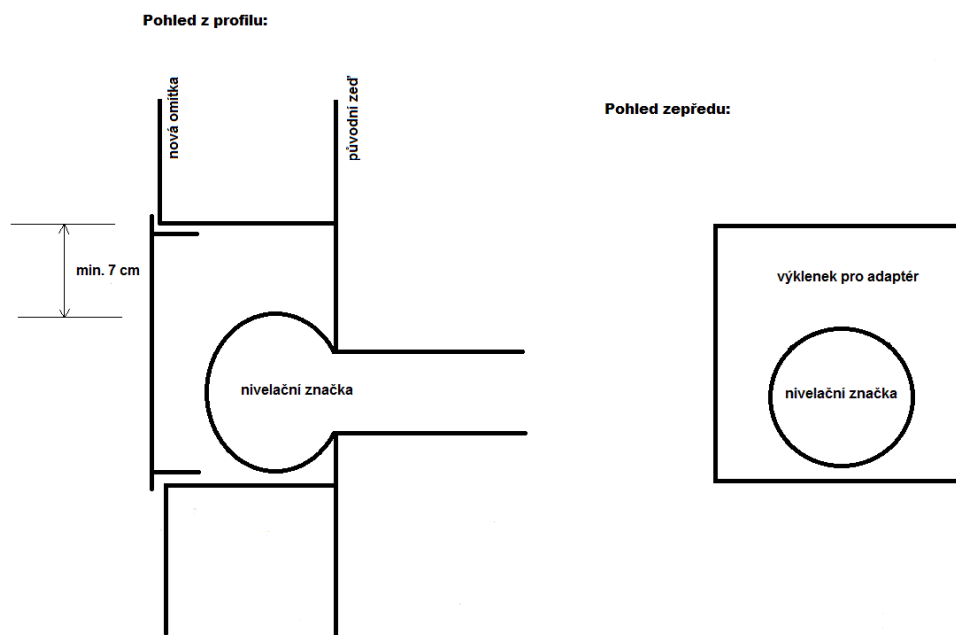 Pohled z profilu:
nová omítka
původní zeď
Pohled zepředu:
min. 7 cm
výklenek pro adaptér
nivelační značka
nivelační značka